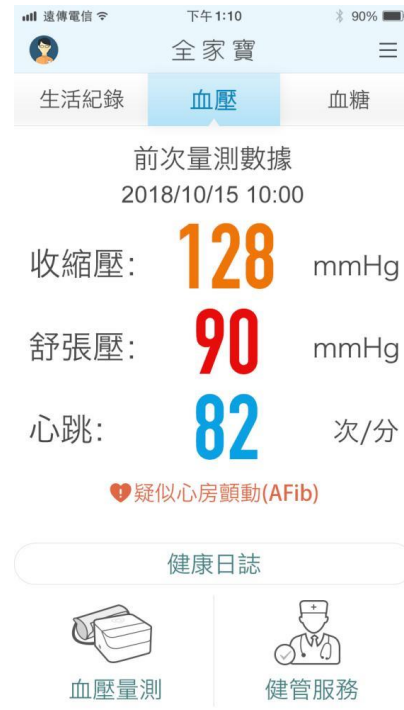 遠傳電信 下午1:10 90%
全家寶
生活紀錄 血壓 血糖
前次量測數據
2018/10/15 10:00
收縮壓: 128 mmHg
舒張壓: 90 mmHg
心跳: 82 次/分
疑似心房顫動(AFib)
健康日誌
血壓量測 健管服務